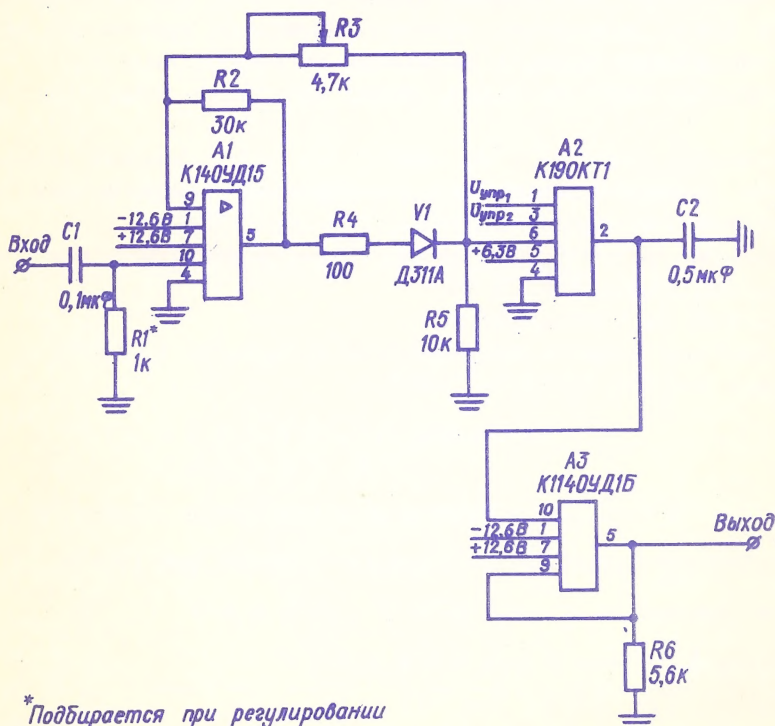 R3
4,7к
R2
30к
A1
К140УД15
9
-12,6В 1
+12,6В 7
10
4
5
Вход
C1
0,1мкФ
R1*
1к
R4
100
V1
Д311А
A2
К190КТ1
Uупр1 1
Uупр2 3
6
+6,3В 5
4
2
C2
0,5мкФ
R5
10к
A3
К1140УД1Б
10
-12,6В 1
+12,6В 7
9
5
Выход
R6
5,6к
*Подбирается при регулировании